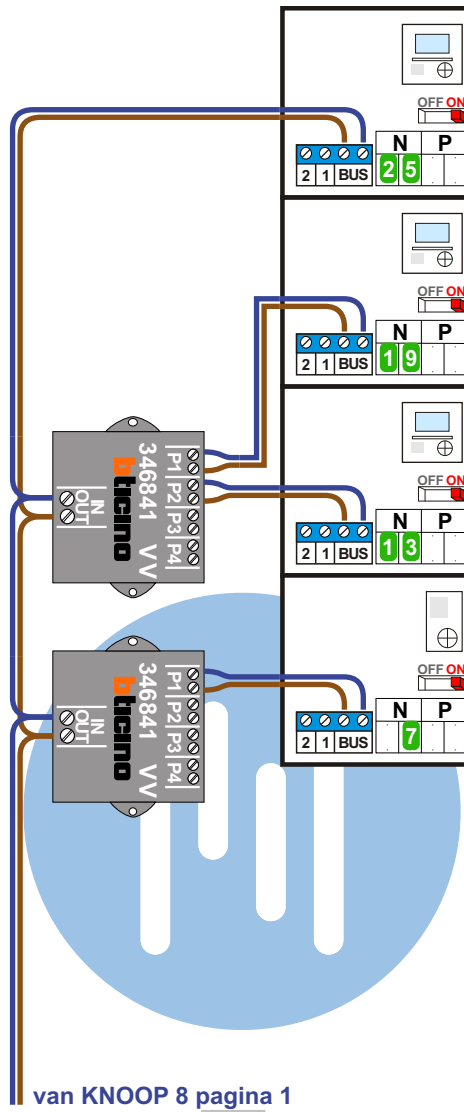 OFF ON
N P
2 5
2 1 BUS
OFF ON
N P
1 9
2 1 BUS
OFF ON
N P
1 3
2 1 BUS
P1 P2 P3 P4
346841 VV
bticino
IN
OUT
OFF ON
N P
7
2 1 BUS
P1 P2 P3 P4
346841 VV
bticino
IN
OUT
van KNOOP 8 pagina 1